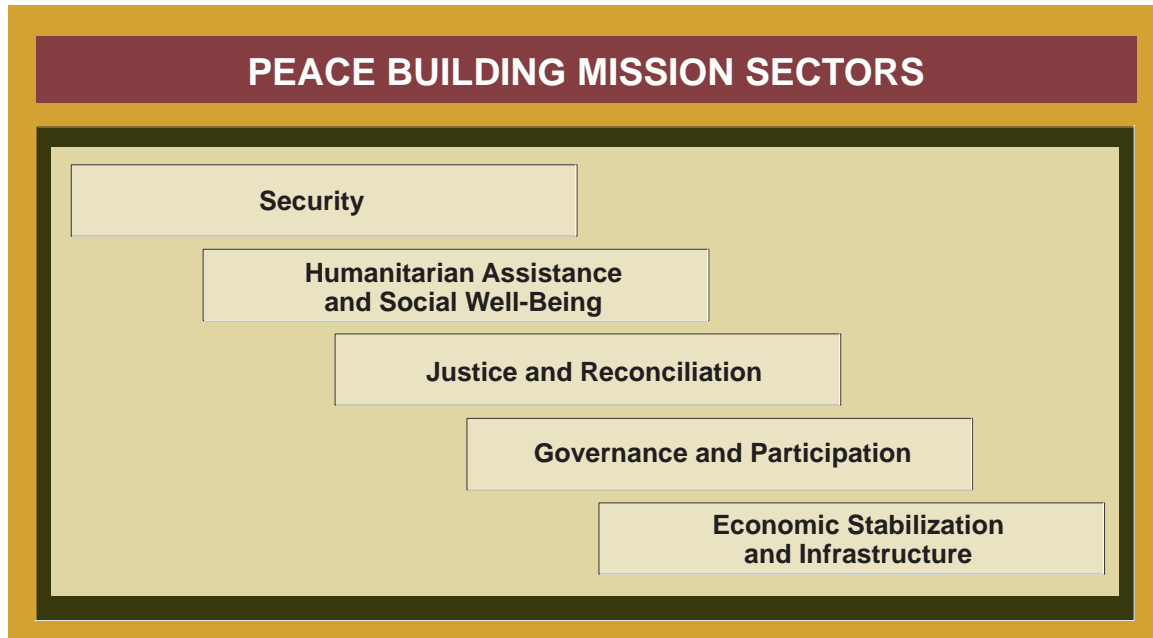 PEACE BUILDING MISSION SECTORS
Security
Humanitarian Assistance
and Social Well-Being
Justice and Reconciliation
Governance and Participation
Economic Stabilization
and Infrastructure